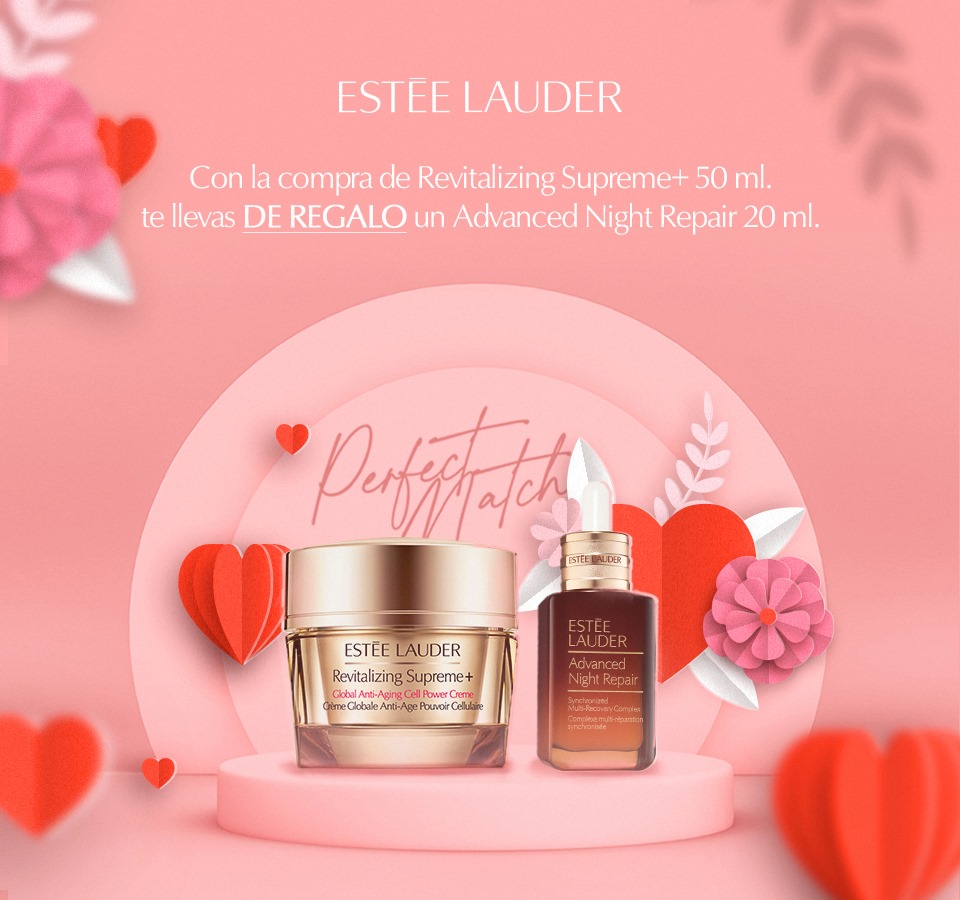 ESTĒE LAUDER
Con la compra de Revitalizing Supreme+ 50 ml.
te llevas DE REGALO un Advanced Night Repair 20 ml.
Perfect
Match
ESTĒE LAUDER
ESTĒE LAUDER
Revitalizing Supreme+
Global Anti-Aging Cell Power Creme
Crème Globale Anti-Age Pouvoir Cellulaire
ESTĒE
LAUDER
Advanced
Night Repair
Synchronized
Multi-Recovery Complex
Complexe multi-réparation
synchronisée